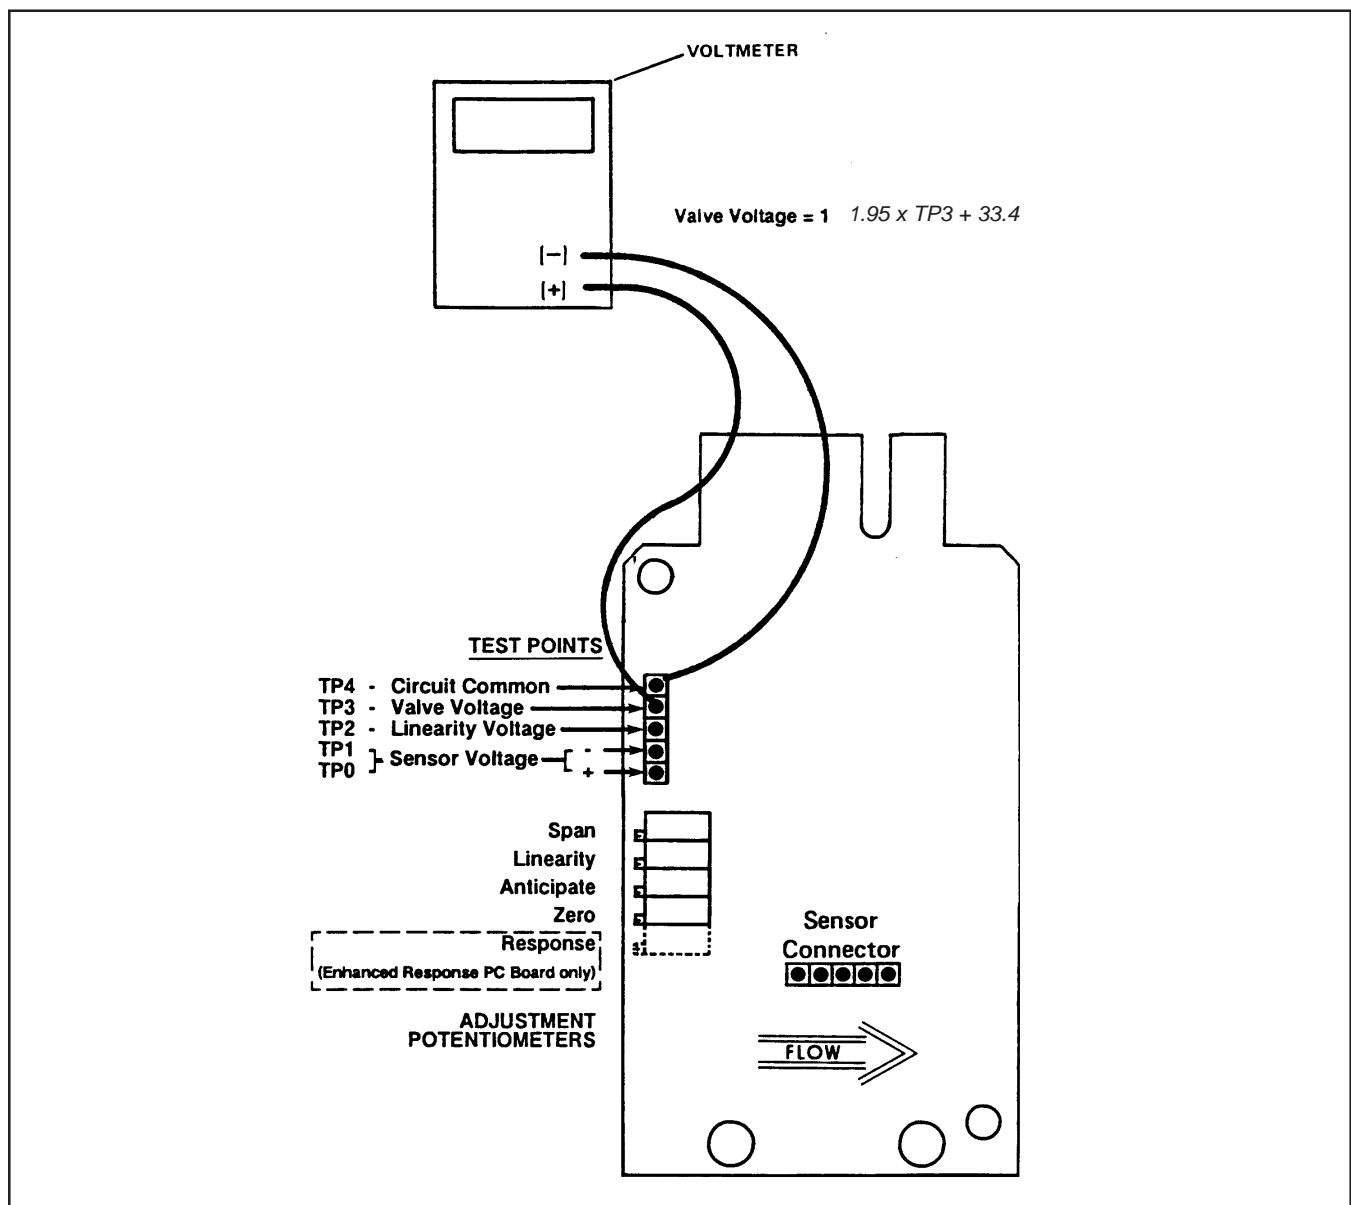 VOLTMETER
Valve Voltage = 1 1.95 x TP3 + 33.4
(−)
(+)
TEST POINTS
TP4 - Circuit Common
TP3 - Valve Voltage
TP2 - Linearity Voltage
TP1 -
Sensor Voltage
TP0 +
Span
Linearity
Anticipate
Zero
Response
(Enhanced Response PC Board only)
ADJUSTMENT
POTENTIOMETERS
Sensor
Connector
FLOW